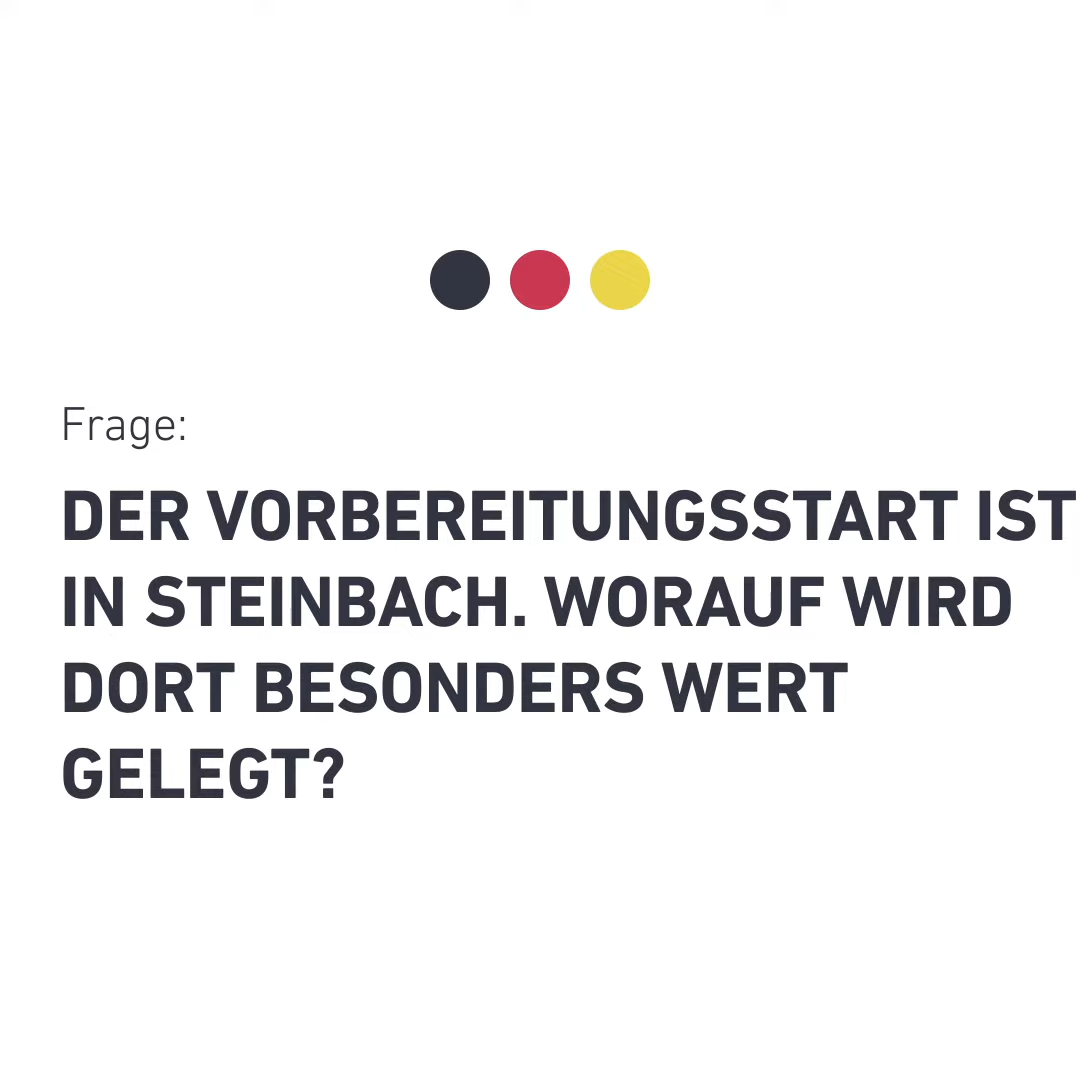 Frage:
DER VORBEREITUNGSSTART IST
IN STEINBACH. WORAUF WIRD
DORT BESONDERS WERT
GELEGT?